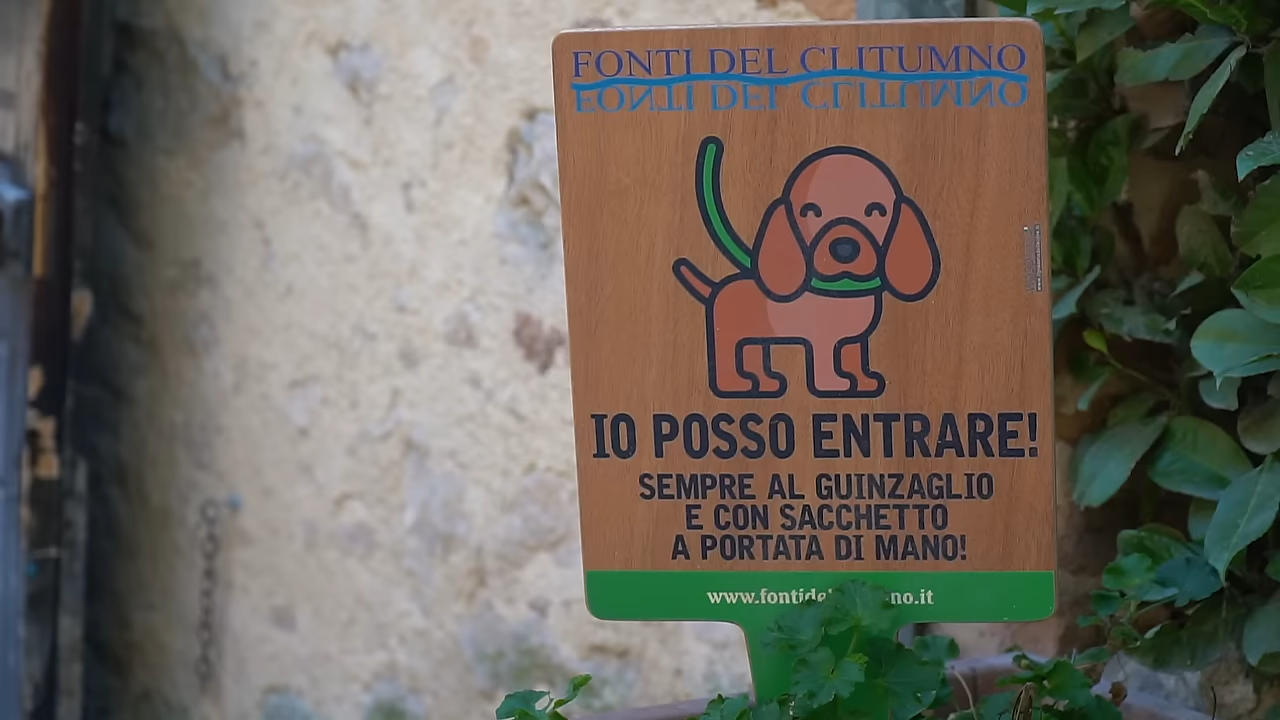 FONTI DEL CLITUMNO
IO POSSO ENTRARE!
SEMPRE AL GUINZAGLIO
E CON SACCHETTO
A PORTATA DI MANO!